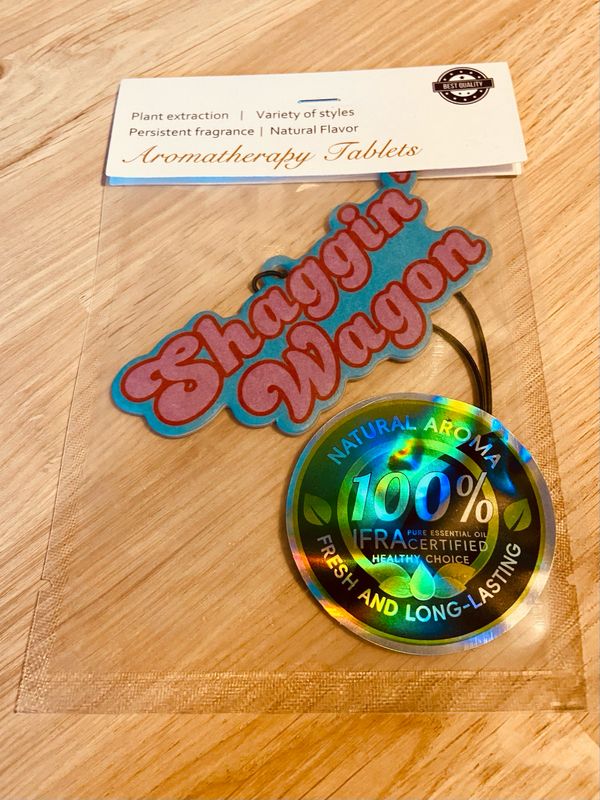 BEST QUALITY
Plant extraction | Variety of styles
Persistent fragrance | Natural Flavor
Aromatherapy Tablets
Shaggin'
Wagon
NATURAL AROMA
100%
IFRA PURE ESSENTIAL OIL
CERTIFIED
HEALTHY CHOICE
FRESH AND LONG-LASTING